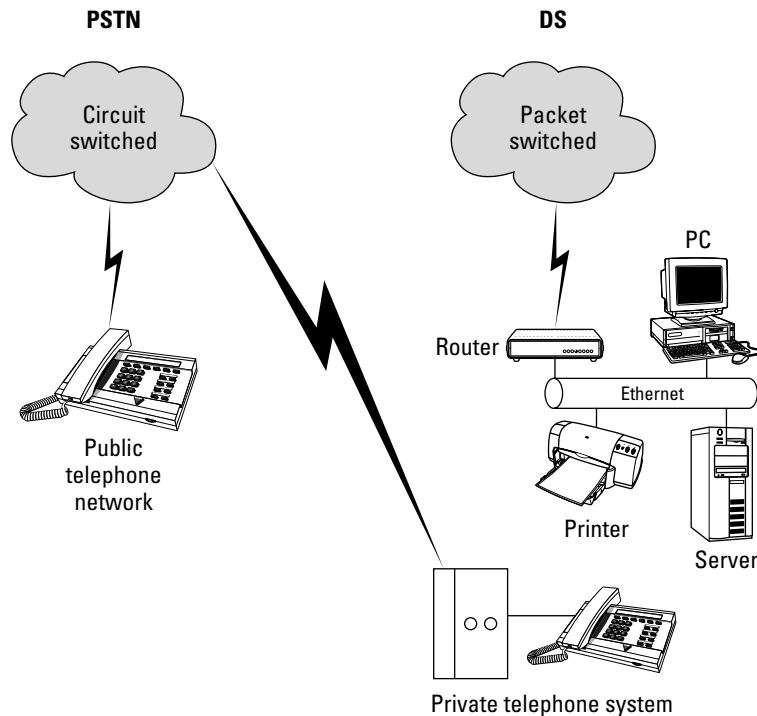 PSTN
DS
Circuit
switched
Packet
switched
PC
Router
Ethernet
Public
telephone
network
Printer
Server
Private telephone system